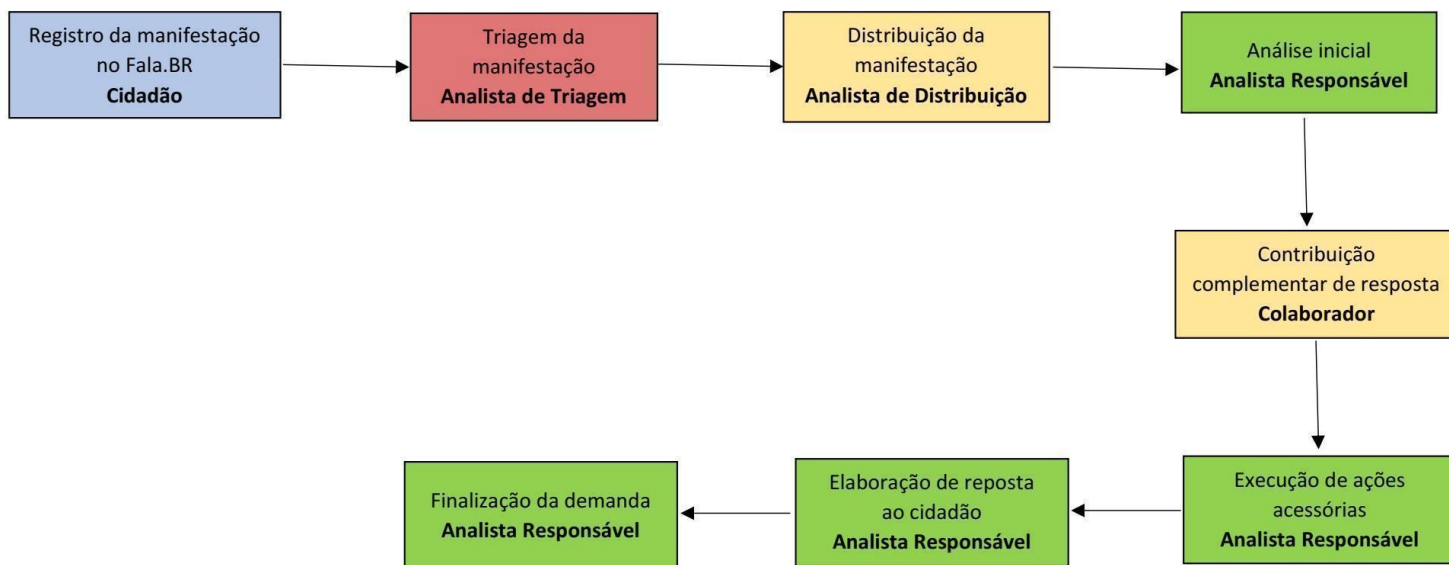 Registro da manifestação
no Fala.BR
Cidadão
Triagem da
manifestação
Analista de Triagem
Distribuição da
manifestação
Analista de Distribuição
Análise inicial
Analista Responsável
Contribuição
complementar de resposta
Colaborador
Execução de ações
acessórias
Analista Responsável
Elaboração de reposta
ao cidadão
Analista Responsável
Finalização da demanda
Analista Responsável